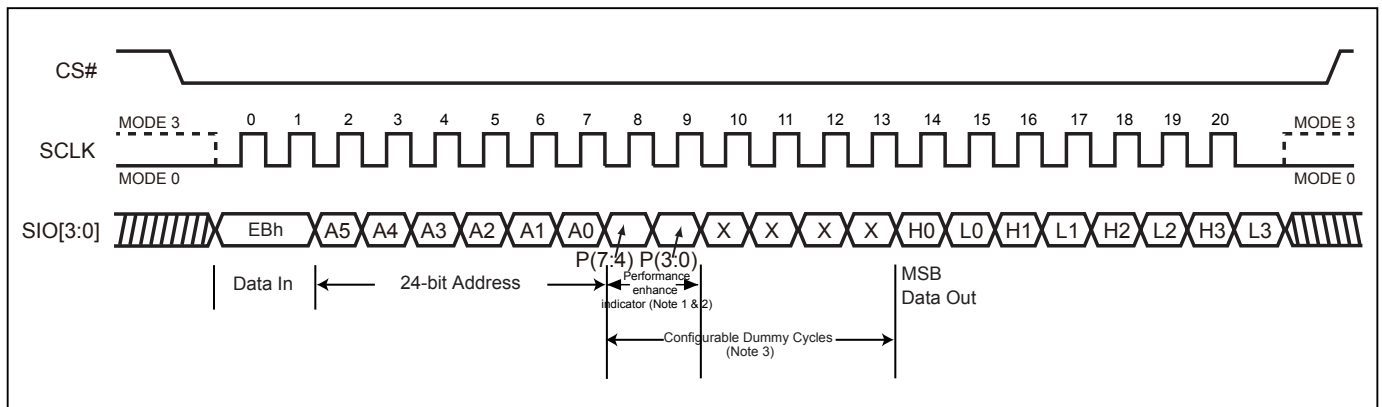 CS#
MODE 3
0 1 2 3 4 5 6 7 8 9 10 11 12 13 14 15 16 17 18 19 20
MODE 3
SCLK
MODE 0
MODE 0
SIO[3:0]
EBh A5 A4 A3 A2 A1 A0 X X X X H0 L0 H1 L1 H2 L2 H3 L3
P(7:4) P(3:0)
Data In
24-bit Address
Performance
enhance
indicator (Note 1 & 2)
MSB
Data Out
Configurable Dummy Cycles
(Note 3)